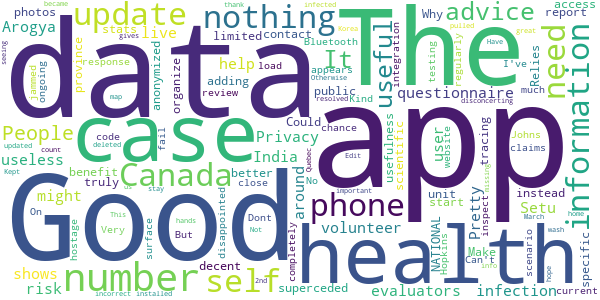 photos Arogya update nothing Why advice access report
became stats live limited contact Bluetooth I've infected thank
seeing gives Korea pulled great
data The need
jammed ongoing province anonymized response organize map
help It appears adding load review public Kind
useful testing regularly integration Otherwise Have
questionnaire Relies much disconcerting information
People useless case app
updated count deleted code Could chance fail Privacy
benefit truly India better close resolved No
usefulness scientific user website tracing Johns claims
might Canada phone around Edit Quebec important
On This stay Very But Dont Not
Good unit start instead Pretty Setu
hostage surface disappointed volunteer NATIONAL inspect March missing home
number self health
Kept shows decent hands completely superceded Make Can't Hopkins scenario hope info wash specific
risk incorrect installed 2nd evaluators infection current
or